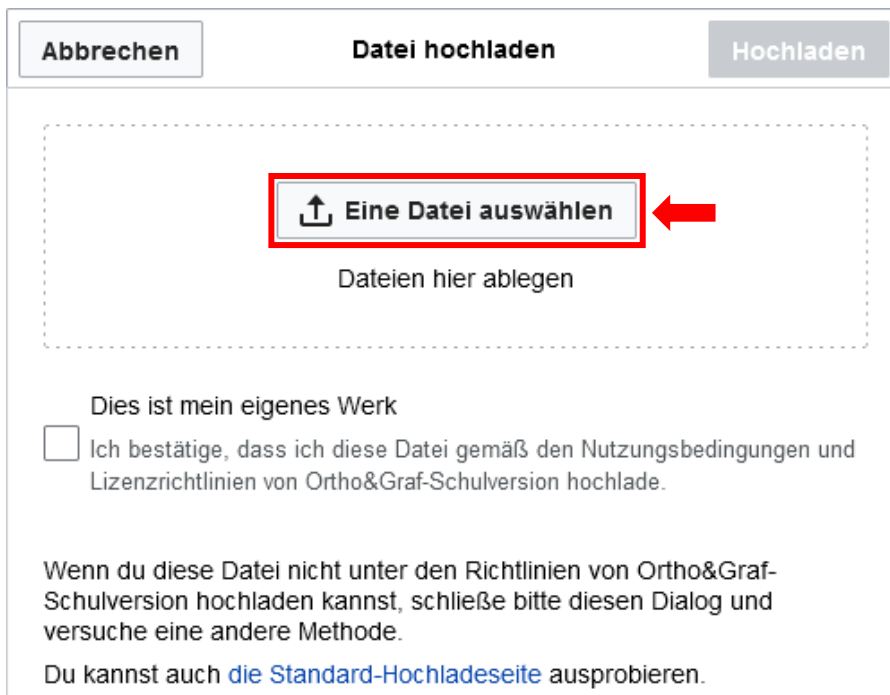 Abbrechen Datei hochladen Hochladen
Eine Datei auswählen
Dateien hier ablegen
Dies ist mein eigenes Werk
Ich bestätige, dass ich diese Datei gemäß den Nutzungsbedingungen und
Lizenzrichtlinien von Ortho&Graf-Schulversion hochlade.
Wenn du diese Datei nicht unter den Richtlinien von Ortho&Graf-
Schulversion hochladen kannst, schließe bitte diesen Dialog und
versuche eine andere Methode.
Du kannst auch die Standard-Hochladeseite ausprobieren.